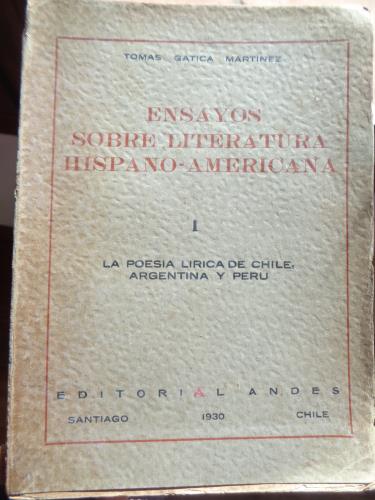 TOMAS GATICA MARTINEZ
ENSAYOS
SOBRE LITERATURA
HISPANO-AMERICANA
I
LA POESIA LIRICA DE CHILE,
ARGENTINA Y PERU
EDITORIAL ANDES
SANTIAGO 1930 CHILE